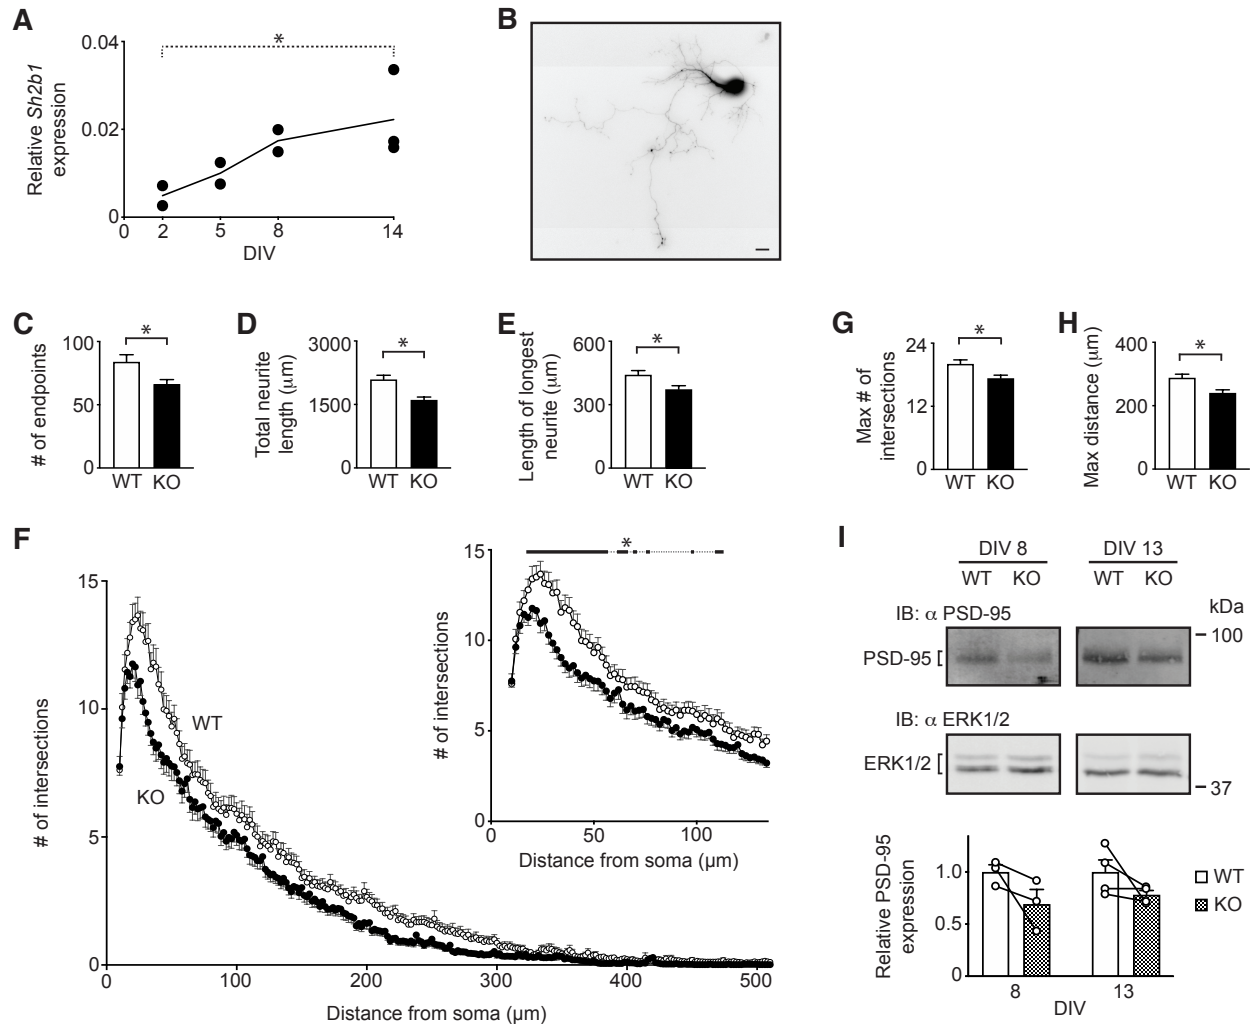 A
Relative Sh2b1
expression
0.04
0.02
0
*
0 2 5 8 14
DIV
B
C
# of endpoints
100
50
0
*
WT KO
D
Total neurite
length (µm)
3000
1500
0
*
WT KO
E
Length of longest
neurite (µm)
600
300
0
*
WT KO
G
Max # of
intersections
24
12
0
*
WT KO
H
Max distance (µm)
400
200
0
*
WT KO
F
# of intersections
15
10
5
0
WT
KO
0 100 200 300 400 500
Distance from soma (µm)
# of intersections
15
10
5
0
*
0 50 100
Distance from soma (µm)
I
DIV 8 DIV 13
WT KO WT KO
IB: α PSD-95
kDa
100
PSD-95
IB: α ERK1/2
ERK1/2
37
Relative PSD-95
expression
1.0
0.5
0
8 13
DIV
WT
KO